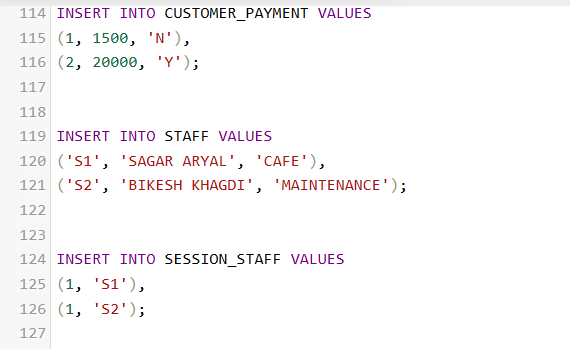 114 INSERT INTO CUSTOMER_PAYMENT VALUES
115 (1, 1500, 'N'),
116 (2, 20000, 'Y');
117
118
119 INSERT INTO STAFF VALUES
120 ('S1', 'SAGAR ARYAL', 'CAFE'),
121 ('S2', 'BIKESH KHAGDI', 'MAINTENANCE');
122
123
124 INSERT INTO SESSION_STAFF VALUES
125 (1, 'S1'),
126 (1, 'S2');
127